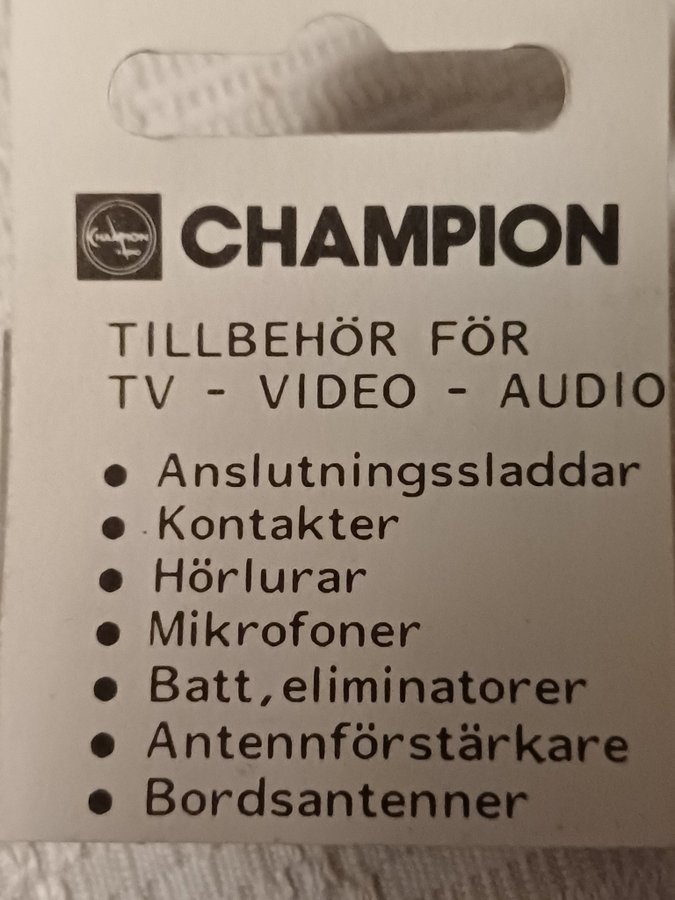 CHAMPION
TILLBEHÖR FÖR
TV - VIDEO - AUDIO
• Anslutningssladdar
• Kontakter
• Hörlurar
• Mikrofoner
• Batt,eliminatorer
• Antennförstärkare
• Bordsantenner